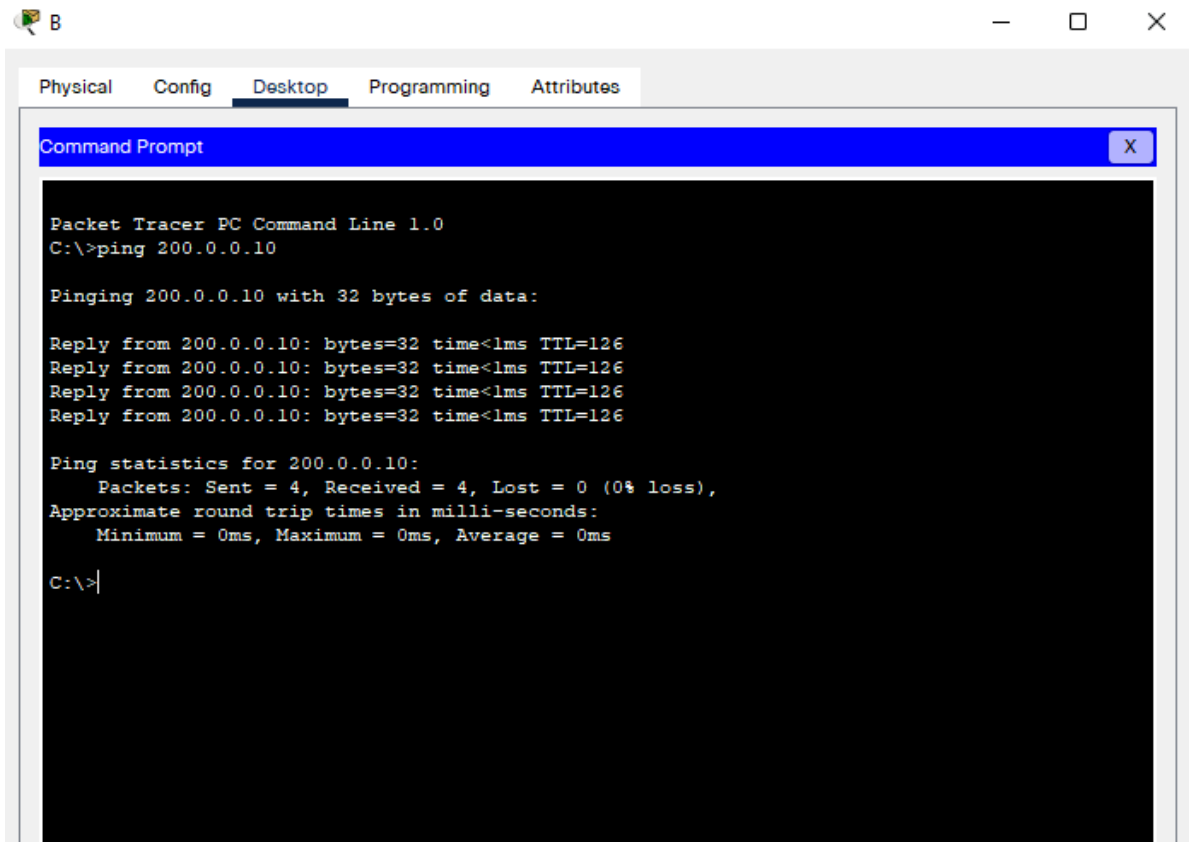 B
Physical Config Desktop Programming Attributes
Command Prompt
X
Packet Tracer PC Command Line 1.0
C:\>ping 200.0.0.10
Pinging 200.0.0.10 with 32 bytes of data:
Reply from 200.0.0.10: bytes=32 time<1ms TTL=126
Reply from 200.0.0.10: bytes=32 time<1ms TTL=126
Reply from 200.0.0.10: bytes=32 time<1ms TTL=126
Reply from 200.0.0.10: bytes=32 time<1ms TTL=126
Ping statistics for 200.0.0.10:
Packets: Sent = 4, Received = 4, Lost = 0 (0% loss),
Approximate round trip times in milli-seconds:
Minimum = 0ms, Maximum = 0ms, Average = 0ms
C:\>